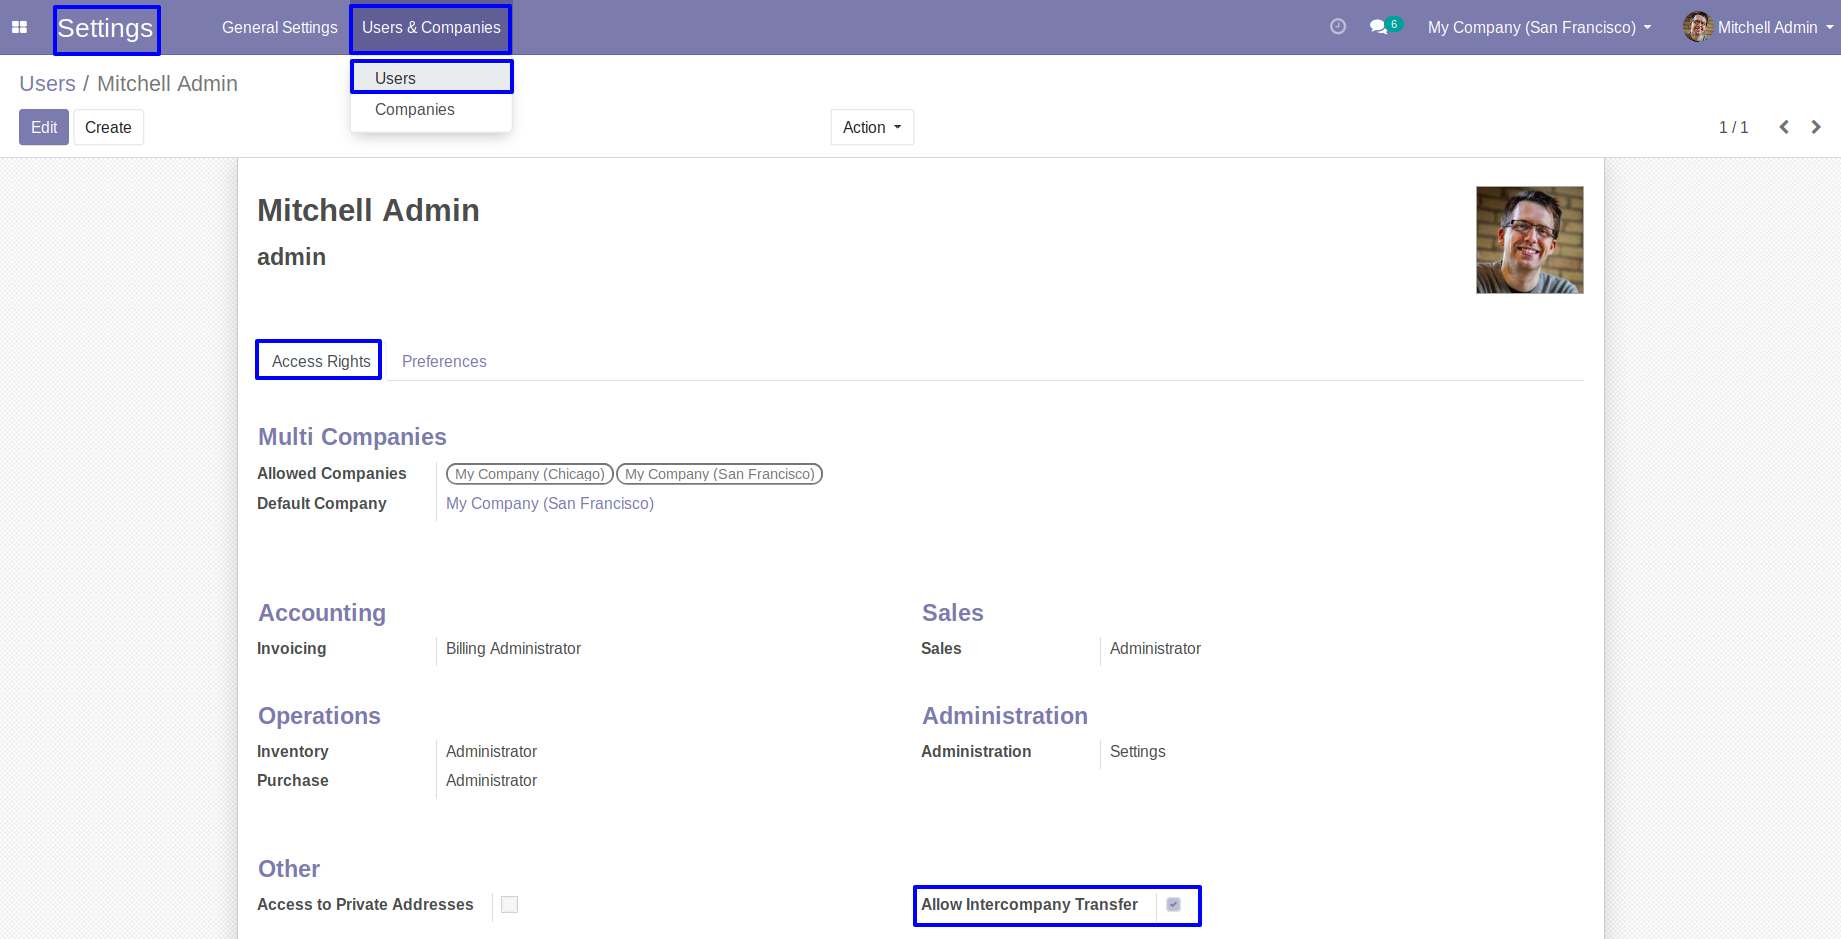 Settings General Settings Users & Companies 6 My Company (San Francisco) Mitchell Admin
Users
Companies
Users / Mitchell Admin
Edit Create Action 1 / 1
Mitchell Admin
admin
Access Rights Preferences
Multi Companies
Allowed Companies My Company (Chicago) My Company (San Francisco)
Default Company My Company (San Francisco)
Accounting Sales
Invoicing Billing Administrator Sales Administrator
Operations Administration
Inventory Administrator Administration Settings
Purchase Administrator
Other
Access to Private Addresses Allow Intercompany Transfer